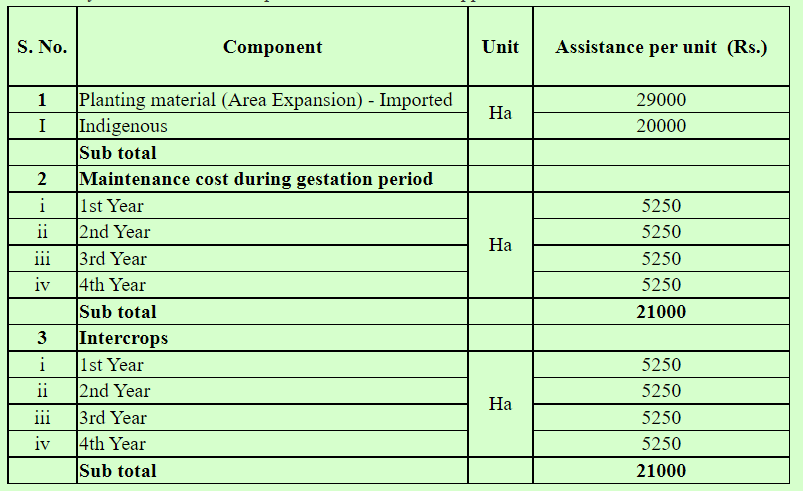 S. No. Component Unit Assistance per unit (Rs.)
1 Planting material (Area Expansion) - Imported Ha 29000
I Indigenous 20000
Sub total
2 Maintenance cost during gestation period
i 1st Year Ha 5250
ii 2nd Year 5250
iii 3rd Year 5250
iv 4th Year 5250
Sub total 21000
3 Intercrops
i 1st Year Ha 5250
ii 2nd Year 5250
iii 3rd Year 5250
iv 4th Year 5250
Sub total 21000